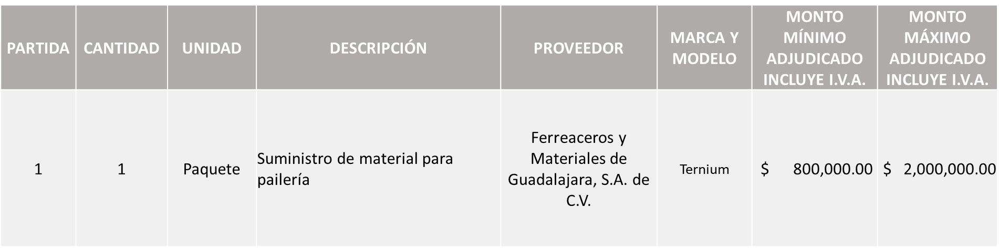 PARTIDA
CANTIDAD
UNIDAD
DESCRIPCIÓN
PROVEEDOR
MARCA Y
MODELO
MONTO
MÍNIMO
ADJUDICADO
INCLUYE I.V.A.
MONTO
MÁXIMO
ADJUDICADO
INCLUYE I.V.A.
1
1
Paquete
Suministro de material para
pailería
Ferreaceros y
Materiales de
Guadalajara, S.A. de
C.V.
Ternium
$ 800,000.00
$ 2,000,000.00